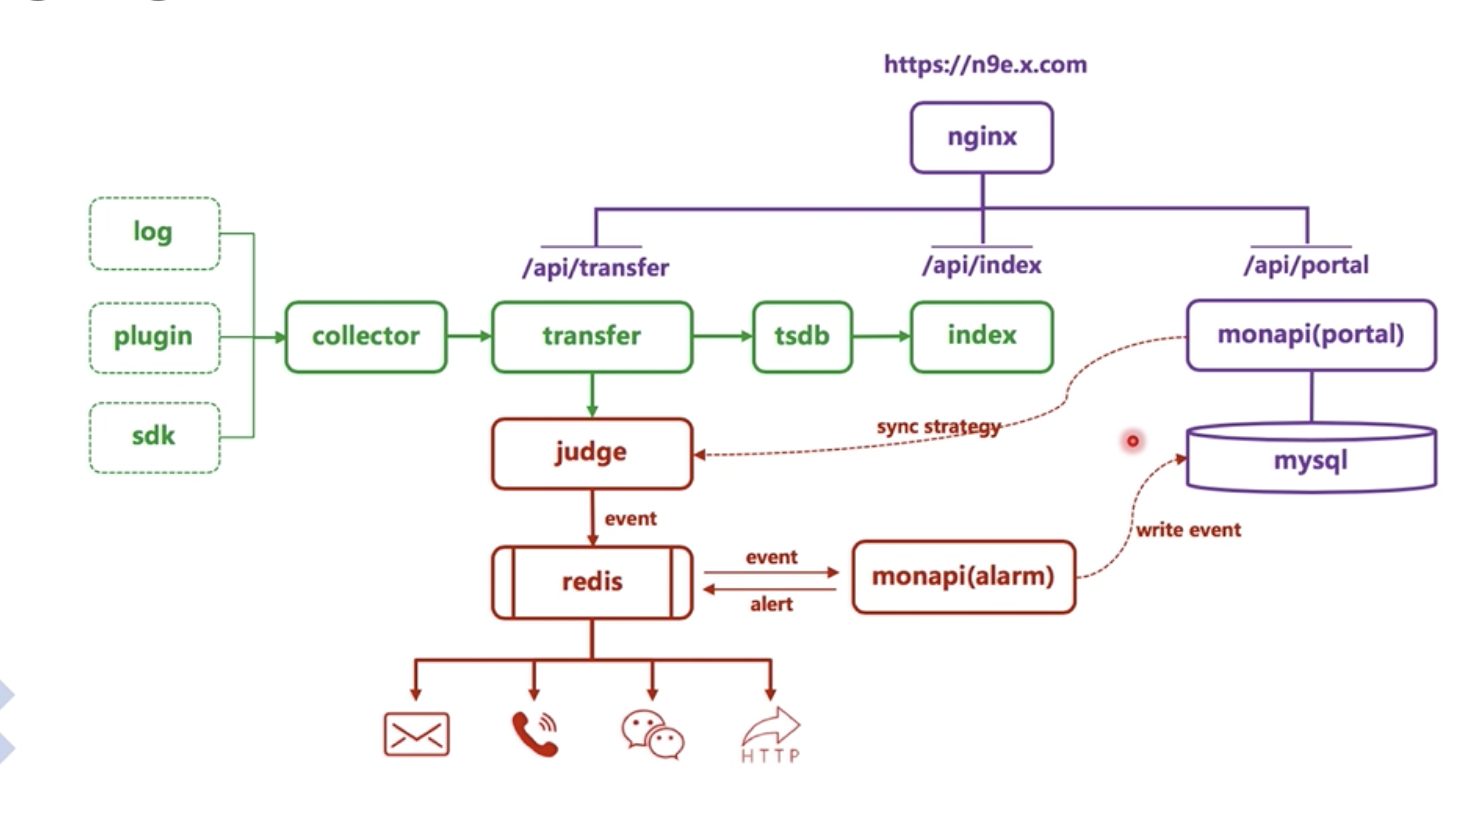 https://n9e.x.com
nginx
log
/api/transfer
/api/index
/api/portal
plugin
collector
transfer
tsdb
index
monapi(portal)
sdk
sync strategy
judge
mysql
event
write event
redis
event
alert
monapi(alarm)
HTTP